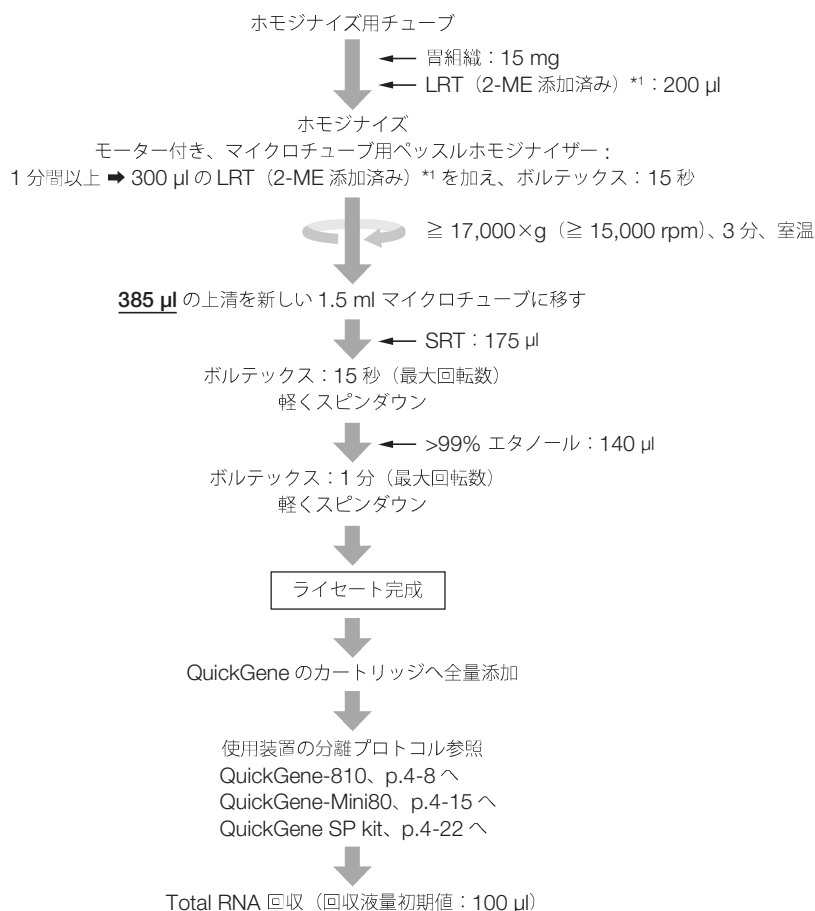 ホモジナイズ用チューブ
胃組織：15 mg
LRT（2-ME 添加済み）*1：200 µl
ホモジナイズ
モーター付き、マイクロチューブ用ペッスルホモジナイザー：
1 分間以上 ➡ 300 µl の LRT（2-ME 添加済み）*1 を加え、ボルテックス：15 秒
≧ 17,000×g（≧ 15,000 rpm）、3 分、室温
385 µl の上清を新しい 1.5 ml マイクロチューブに移す
SRT：175 µl
ボルテックス：15 秒（最大回転数）
軽くスピンダウン
>99% エタノール：140 µl
ボルテックス：1 分（最大回転数）
軽くスピンダウン
ライセート完成
QuickGene のカートリッジへ全量添加
使用装置の分離プロトコル参照
QuickGene-810、p.4-8 へ
QuickGene-Mini80、p.4-15 へ
QuickGene SP kit、p.4-22 へ
Total RNA 回収（回収液量初期値：100 µl）